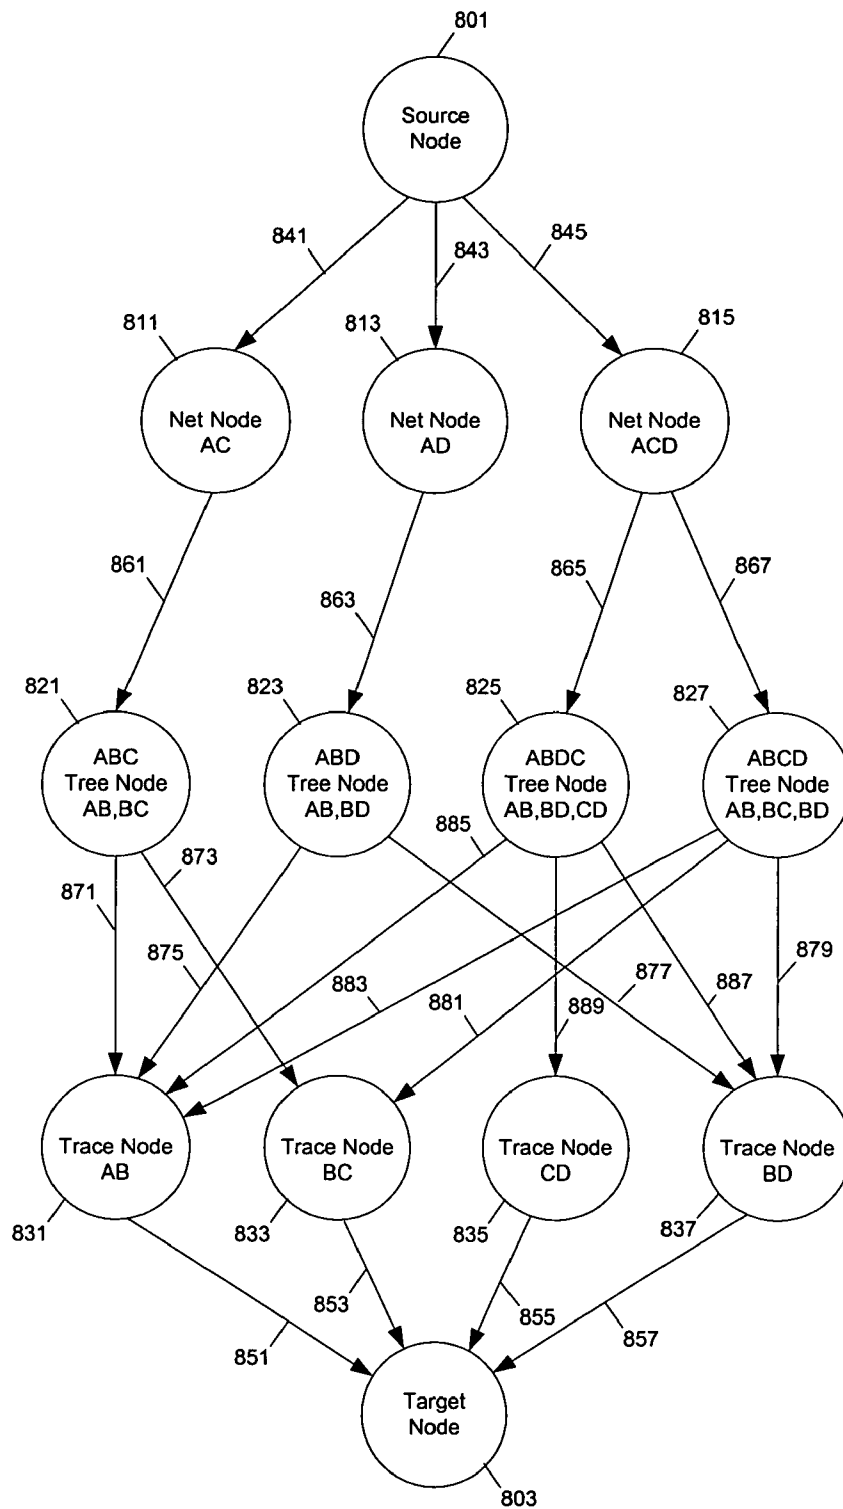 801
Source
Node
841
843
845
811
813
815
Net Node
AC
Net Node
AD
Net Node
ACD
861
863
865
867
821
823
825
827
ABC
Tree Node
AB,BC
ABD
Tree Node
AB,BD
ABDC
Tree Node
AB,BD,CD
ABCD
Tree Node
AB,BC,BD
885
873
871
875
883
881
889
877
887
879
Trace Node
AB
Trace Node
BC
Trace Node
CD
Trace Node
BD
831
833
835
837
851
853
855
857
Target
Node
803